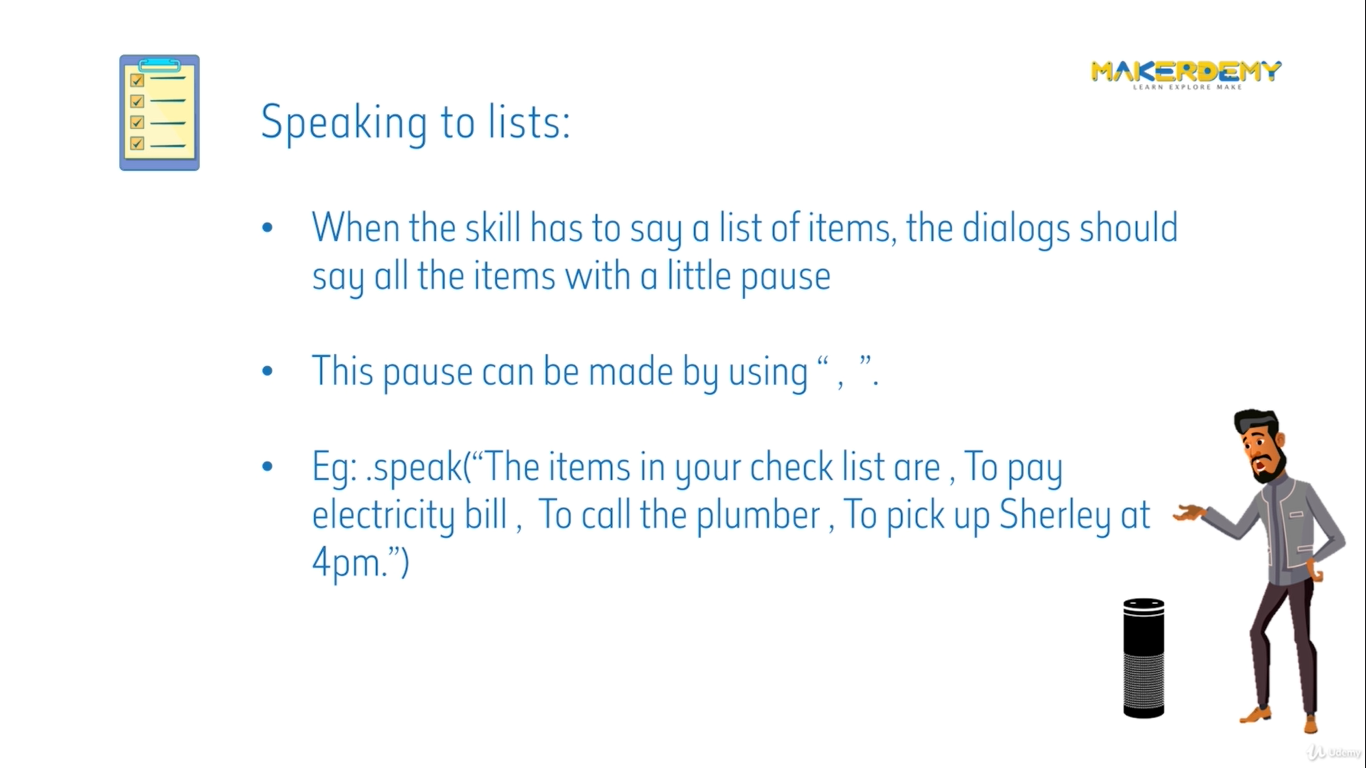 MAKERDEMY
LEARN EXPLORE MAKE
Speaking to lists:
• When the skill has to say a list of items, the dialogs should
say all the items with a little pause
• This pause can be made by using “ , ”.
• Eg: .speak(“The items in your check list are , To pay
electricity bill , To call the plumber , To pick up Sherley at
4pm.”)
Udemy